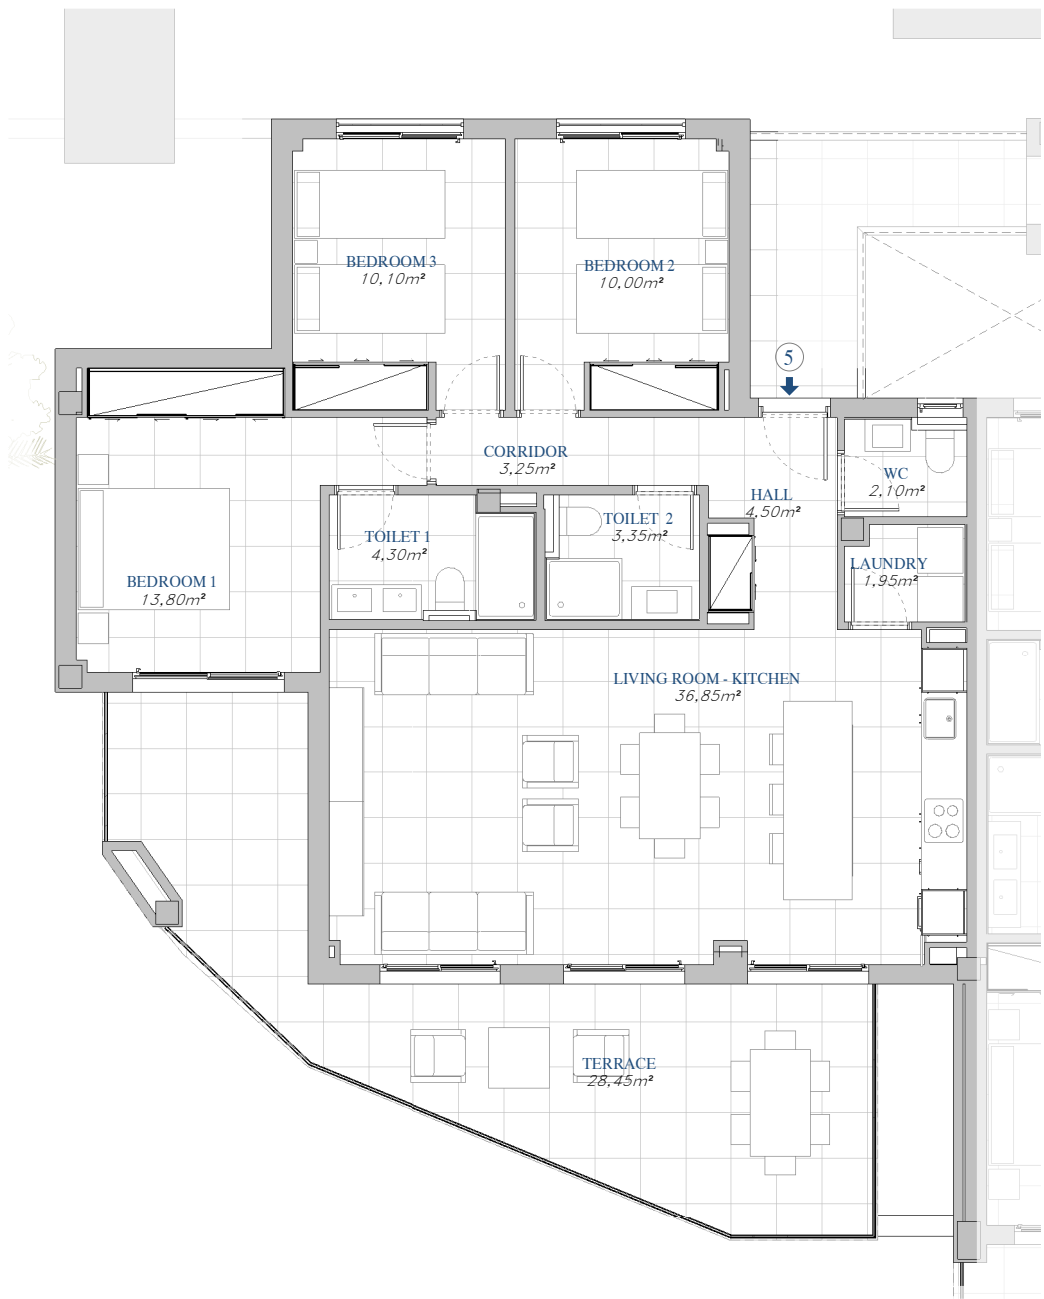 BEDROOM 3
10,10m²
BEDROOM 2
10,00m²
5
CORRIDOR
3,25m²
WC
2,10m²
HALL
4,50m²
TOILET 1
4,30m²
TOILET 2
3,35m²
LAUNDRY
1,95m²
BEDROOM 1
13,80m²
LIVING ROOM - KITCHEN
36,85m²
TERRACE
28,45m²